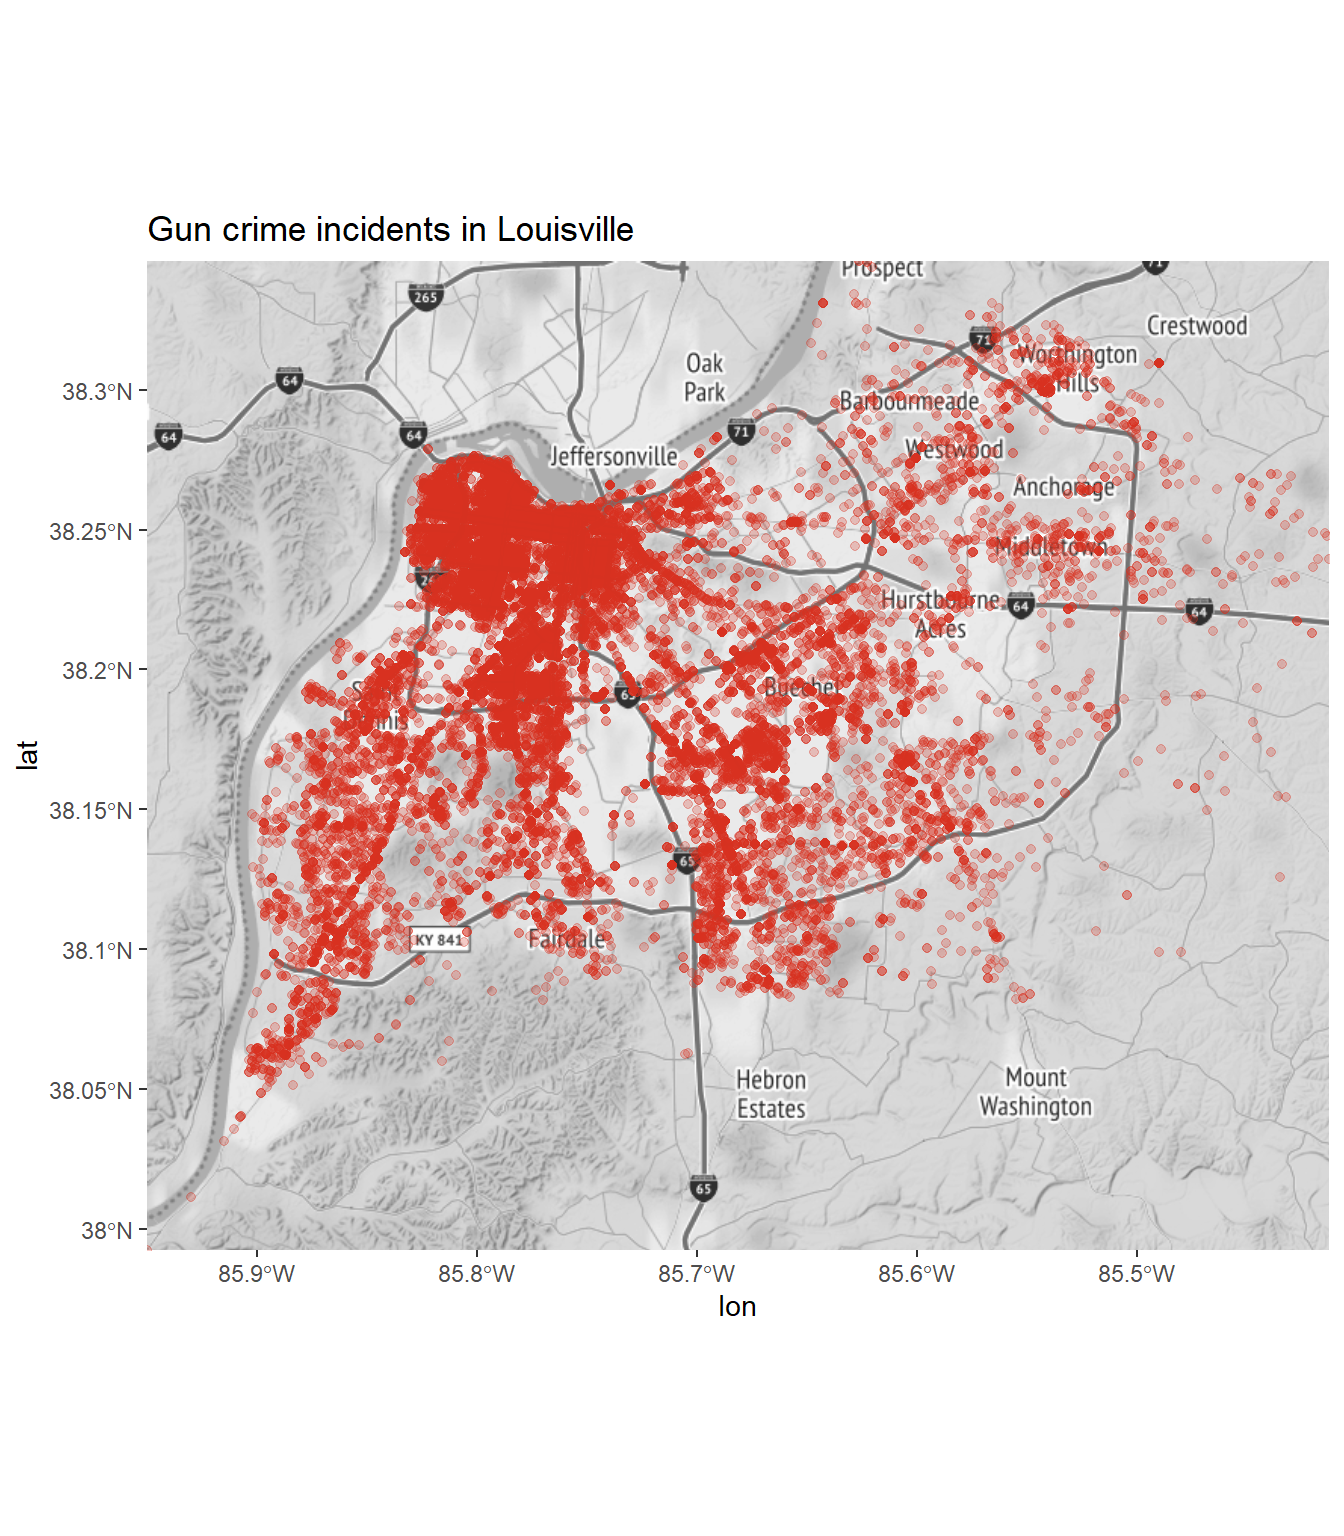 Gun crime incidents in Louisville
Prospect
71
265
71
Crestwood
Worthington
Hills
Oak
Park
64
38.3°N
Barbourmeade
64
64
71
Westwood
Jeffersonville
Anchorage
38.25°N
Middletown
Hurstbourne
Acres
64
64
38.2°N
Buechel
lat
38.15°N
65
KY 841
Fairdale
38.1°N
38.05°N
Hebron
Estates
Mount
Washington
65
38°N
85.9°W
85.8°W
85.7°W
85.6°W
85.5°W
lon